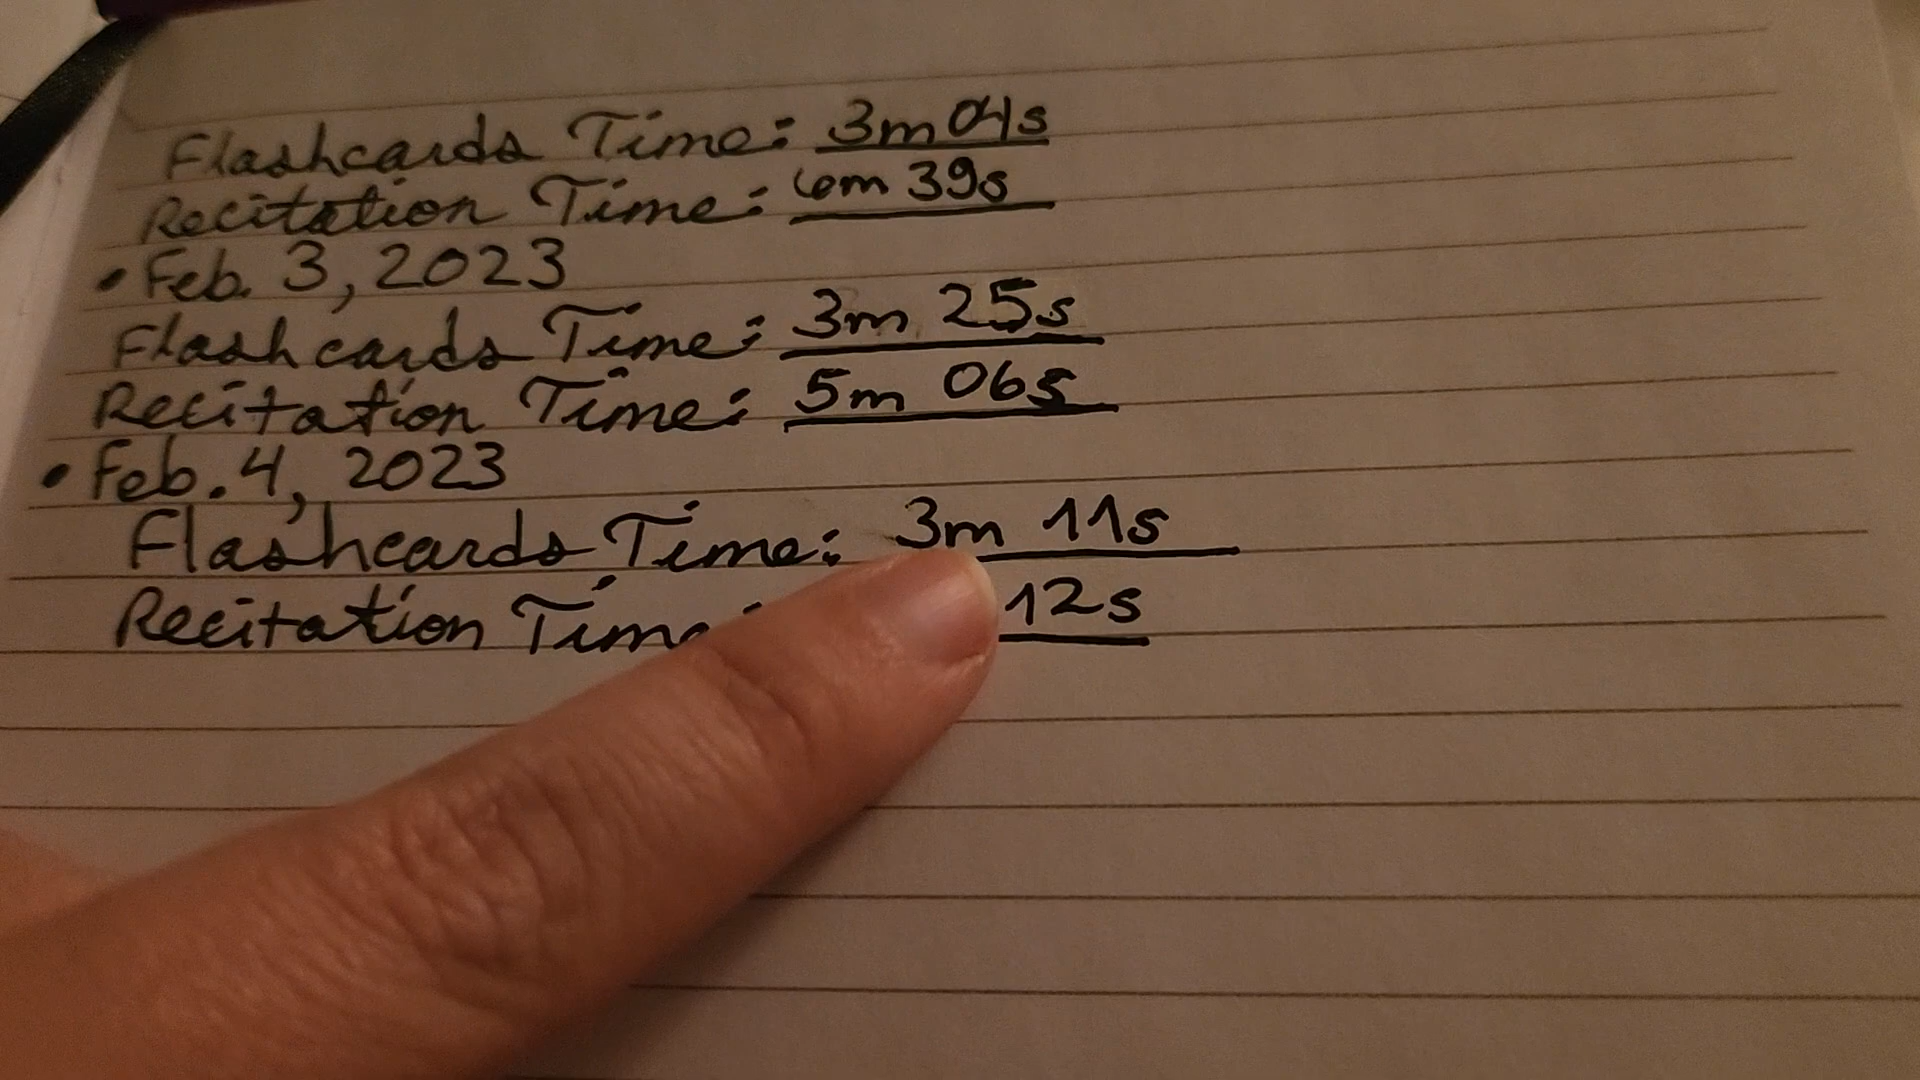 Flashcards Time: 3m 04s
Recitation Time: 6m 39s
• Feb. 3, 2023
Flashcards Time: 3m 25s
Recitation Time: 5m 06s
• Feb. 4, 2023
Flashcards Time: 3m 11s
Recitation Time 12s